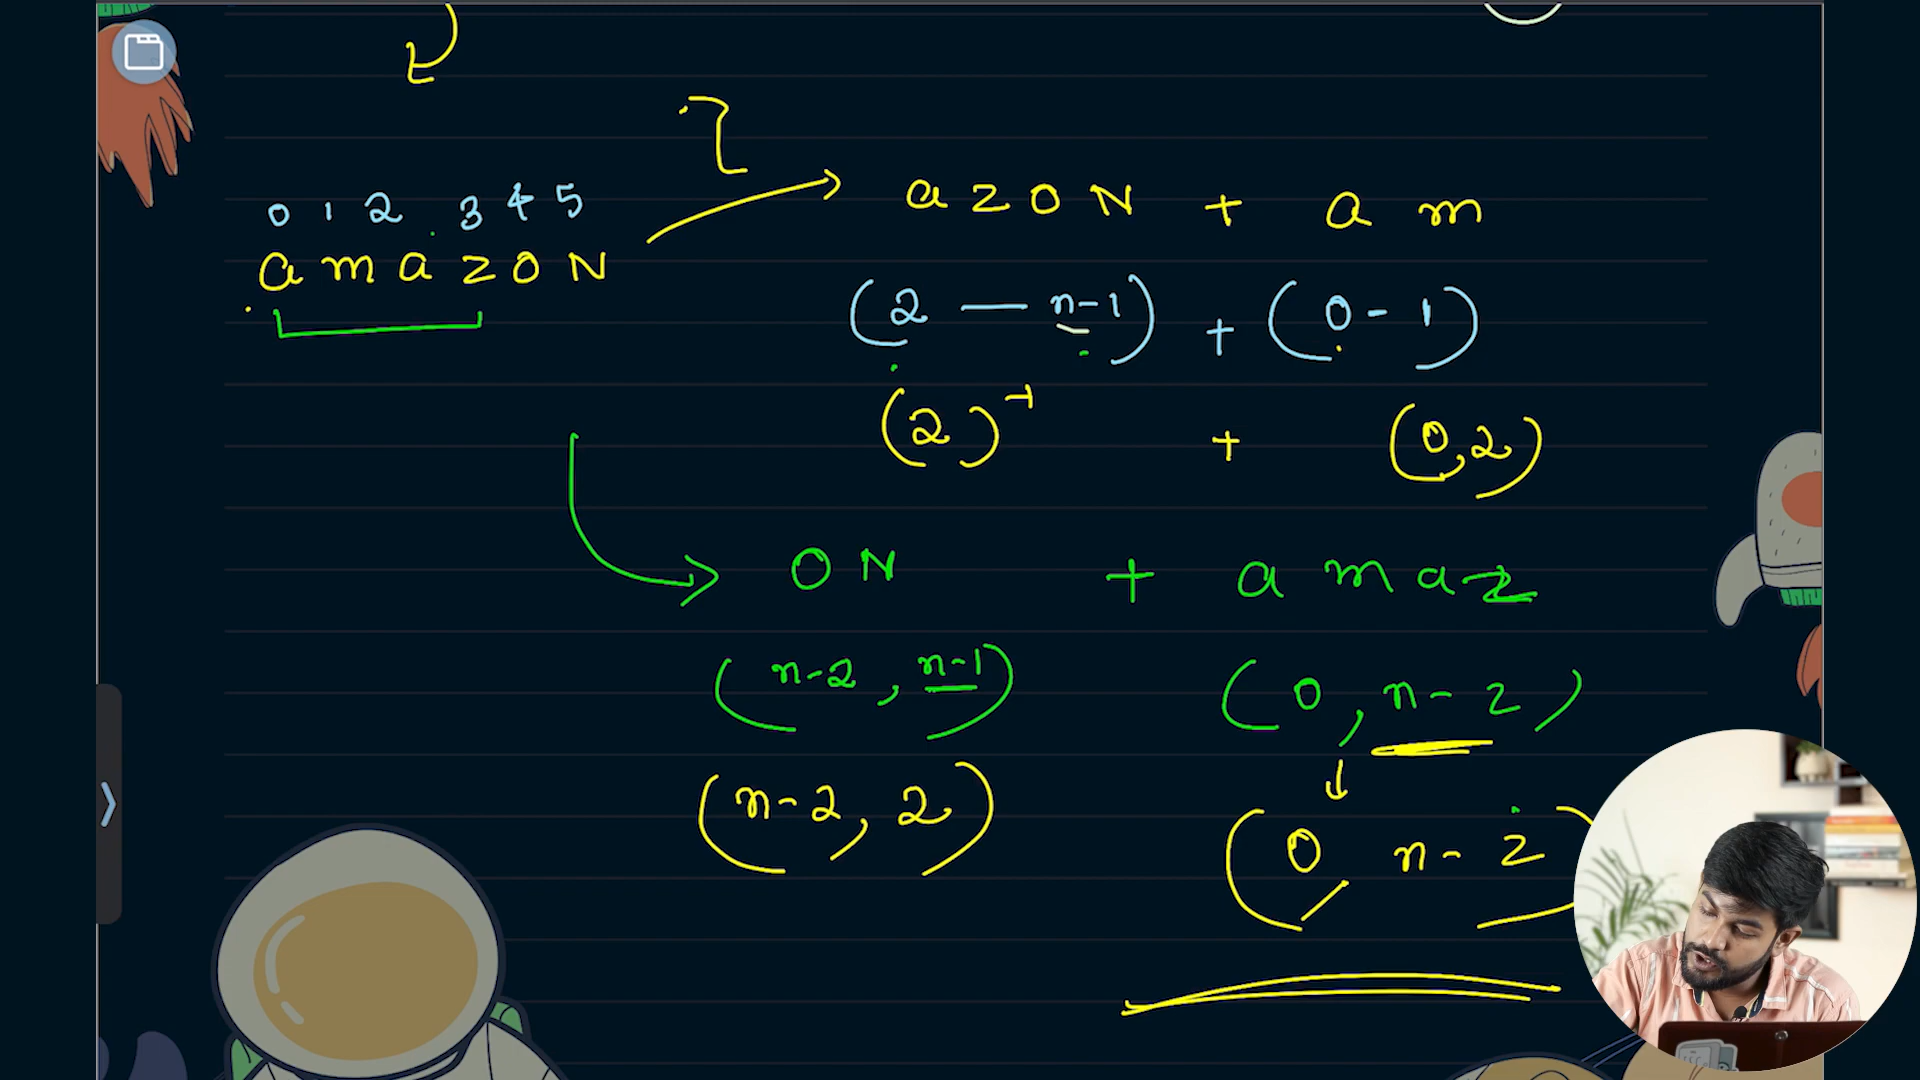 0 1 2 3 4 5
a m a z O N
a z O N + a m
(2 — n-1) + (0 - 1)
(2)⁻¹ + (0,2)
O N + a m a z
(n-2, n-1) (0, n-2)
(n-2, 2) (0 n-2